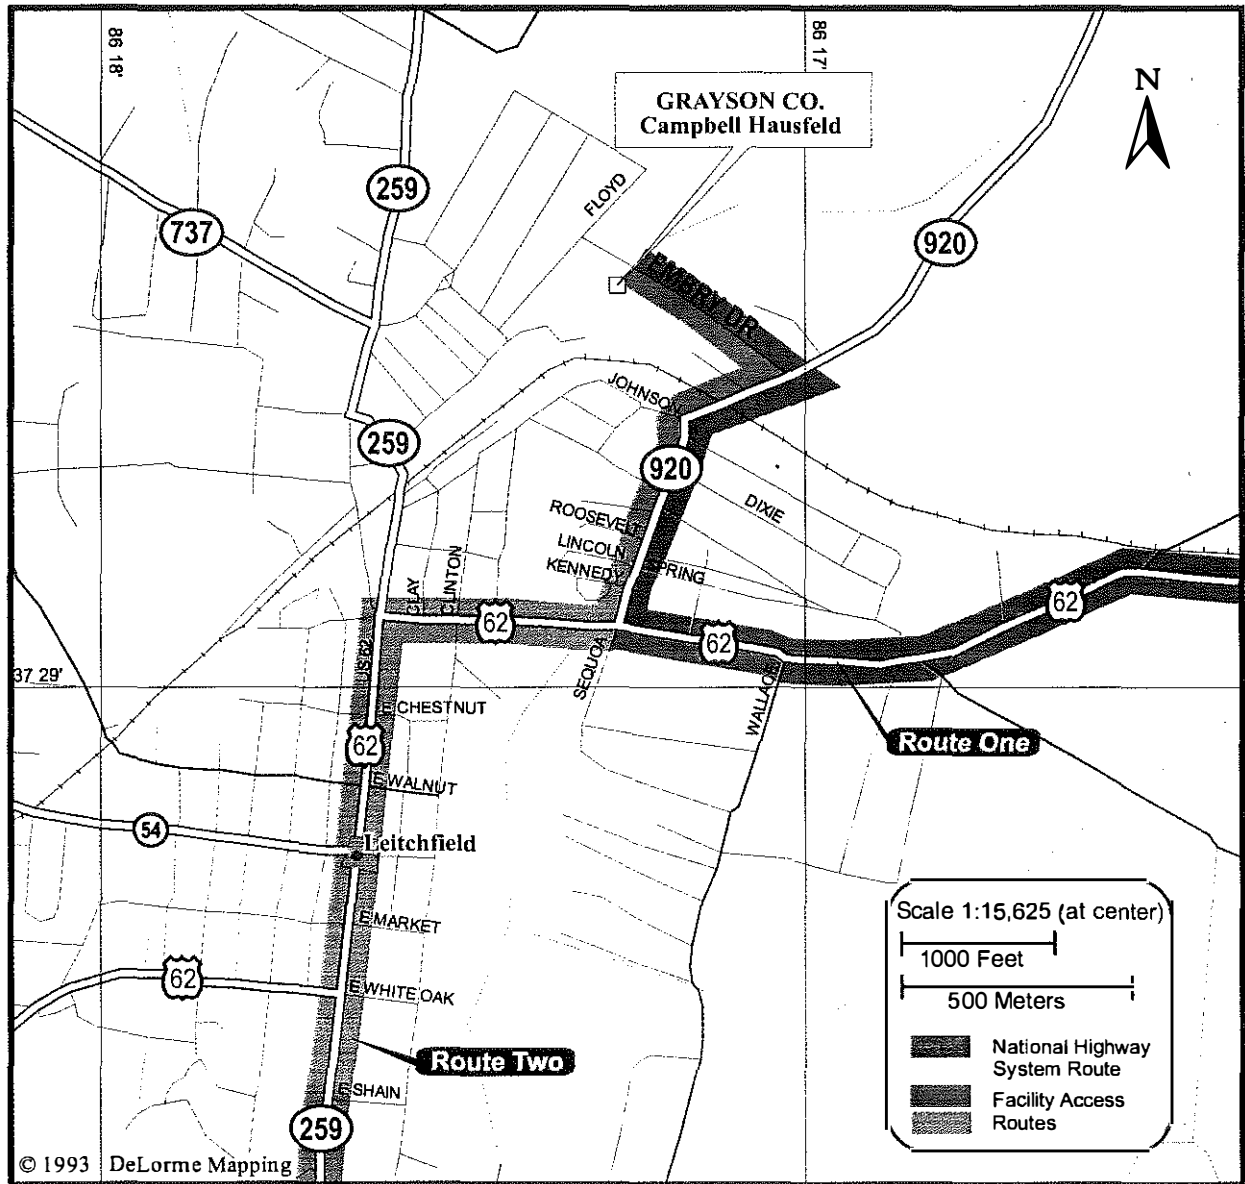 86 18'
86 17'
GRAYSON CO.
Campbell Hausfeld
N
259
737
FLOYD
920
EMBRY DR.
JOHNSON
259
920
ROOSEVELT
DIXIE
LINCOLN
KENNEDY
SPRING
CLAY
CLINTON
62
62
62
US 62
SEQUOA
WALLACE
37 29'
E CHESTNUT
62
Route One
E WALNUT
54
Leitchfield
E MARKET
62
E WHITE OAK
Route Two
E SHAIN
259
Scale 1:15,625 (at center)
1000 Feet
500 Meters
National Highway
System Route
Facility Access
Routes
© 1993 DeLorme Mapping